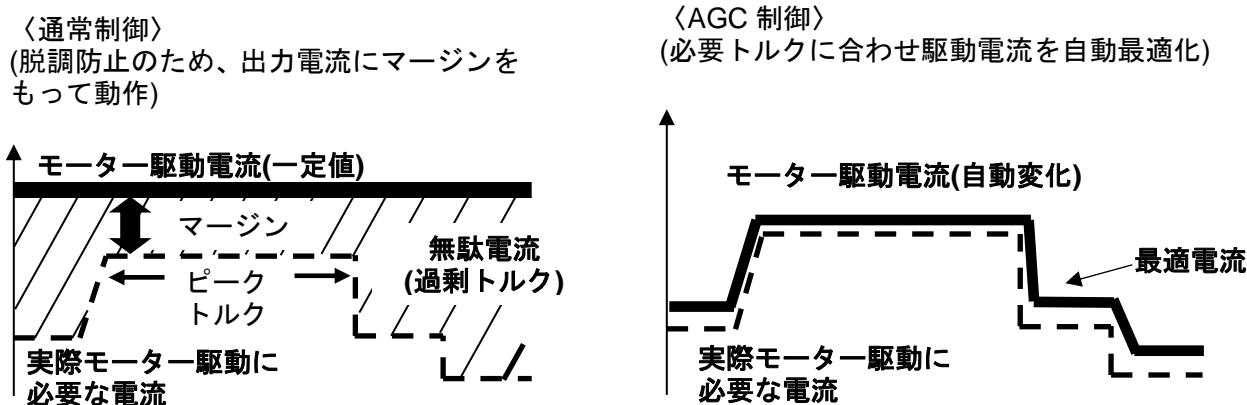 〈通常制御〉
(脱調防止のため、出力電流にマージンを
もって動作)
モーター駆動電流(一定値)
マージン
ピーク
トルク
無駄電流
(過剰トルク)
実際モーター駆動に
必要な電流
〈AGC 制御〉
(必要トルクに合わせ駆動電流を自動最適化)
モーター駆動電流(自動変化)
最適電流
実際モーター駆動に
必要な電流